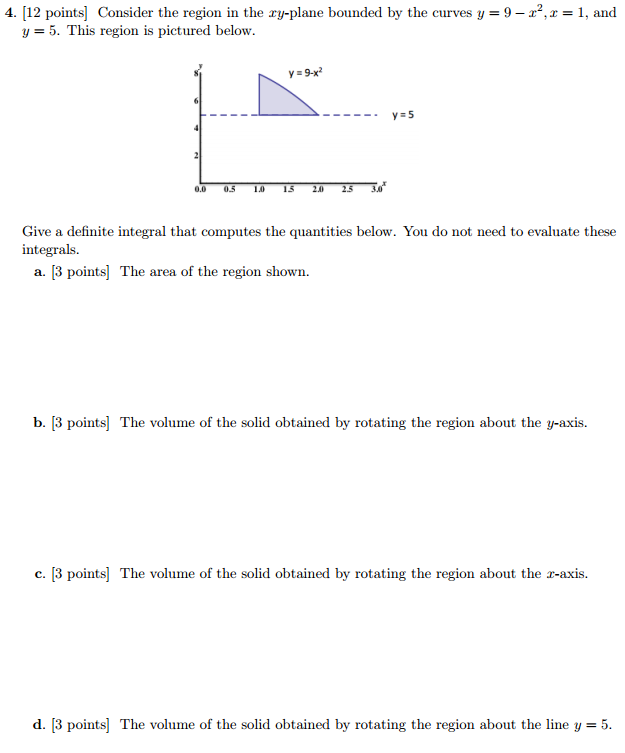 4. [12 points] Consider the region in the xy-plane bounded by the curves y = 9 − x², x = 1, and
y = 5. This region is pictured below.
y
8
y = 9-x²
6
y = 5
4
2
0.0 0.5 1.0 1.5 2.0 2.5 3.0 x
Give a definite integral that computes the quantities below. You do not need to evaluate these
integrals.
a. [3 points] The area of the region shown.
b. [3 points] The volume of the solid obtained by rotating the region about the y-axis.
c. [3 points] The volume of the solid obtained by rotating the region about the x-axis.
d. [3 points] The volume of the solid obtained by rotating the region about the line y = 5.